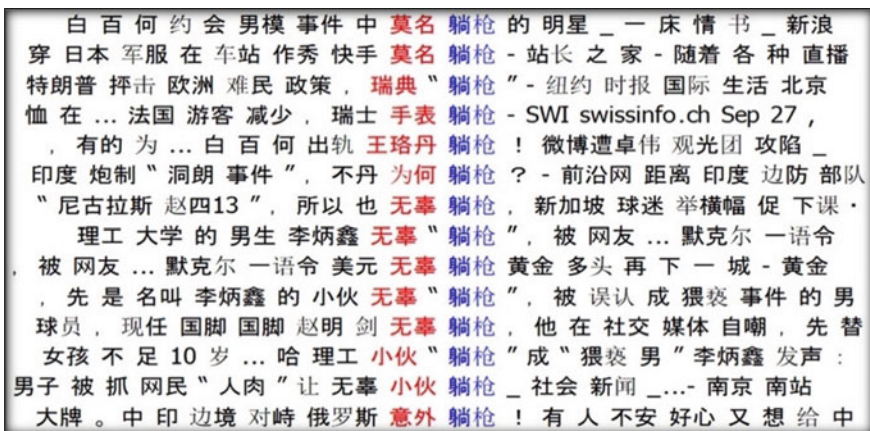 白 百 何 约 会 男模 事件 中 莫名 躺枪 的 明星 _ 一 床 情 书 _ 新浪
穿 日本 军服 在 车站 作秀 快手 莫名 躺枪 - 站长 之 家 - 随着 各 种 直播
特朗普 抨击 欧洲 难民 政策 , 瑞典 “ 躺枪 ” - 纽约 时报 国际 生活 北京
恤 在 ... 法国 游客 减少 , 瑞士 手表 躺枪 - SWI swissinfo.ch Sep 27 ,
, 有的 为 ... 白 百 何 出轨 王珞丹 躺枪 ! 微博遭卓伟 观光团 攻陷 _
印度 炮制 “ 洞朗 事件 ” , 不丹 为何 躺枪 ? - 前沿网 距离 印度 边防 部队
“ 尼古拉斯 赵四13 ” , 所以 也 无辜 躺枪 , 新加坡 球迷 举横幅 促 下课 ·
理工 大学 的 男生 李炳鑫 无辜 “ 躺枪 ” , 被 网友 ... 默克尔 一语令
, 被 网友 ... 默克尔 一语令 美元 无辜 躺枪 黄金 多头 再 下 一 城 - 黄金
, 先 是 名叫 李炳鑫 的 小伙 无辜 “ 躺枪 ” , 被 误认 成 猥亵 事件 的 男
球员 , 现任 国脚 国脚 赵明 剑 无辜 躺枪 , 他 在 社交 媒体 自嘲 , 先 替
女孩 不 足 10 岁 ... 哈 理工 小伙 “ 躺枪 ” 成 “ 猥亵 男 ” 李炳鑫 发声 :
男子 被 抓 网民 “ 人肉 ” 让 无辜 小伙 躺枪 _ 社会 新闻 _...- 南京 南站
大牌 。 中 印 边境 对峙 俄罗斯 意外 躺枪 ! 有 人 不安 好心 又 想 给 中